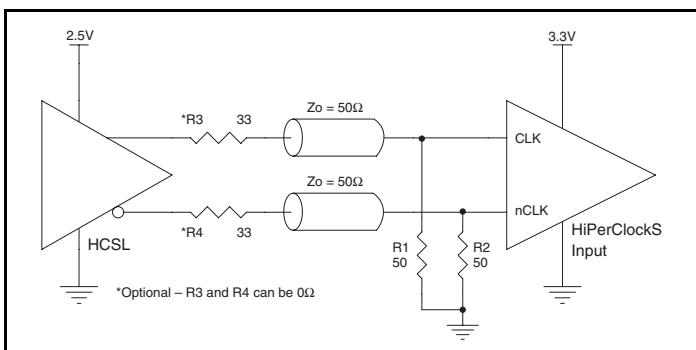 2.5V
3.3V
*R3 33
Zo = 50Ω
CLK
Zo = 50Ω
nCLK
*R4 33
HCSL
HiPerClockS
Input
R1
50
R2
50
*Optional – R3 and R4 can be 0Ω